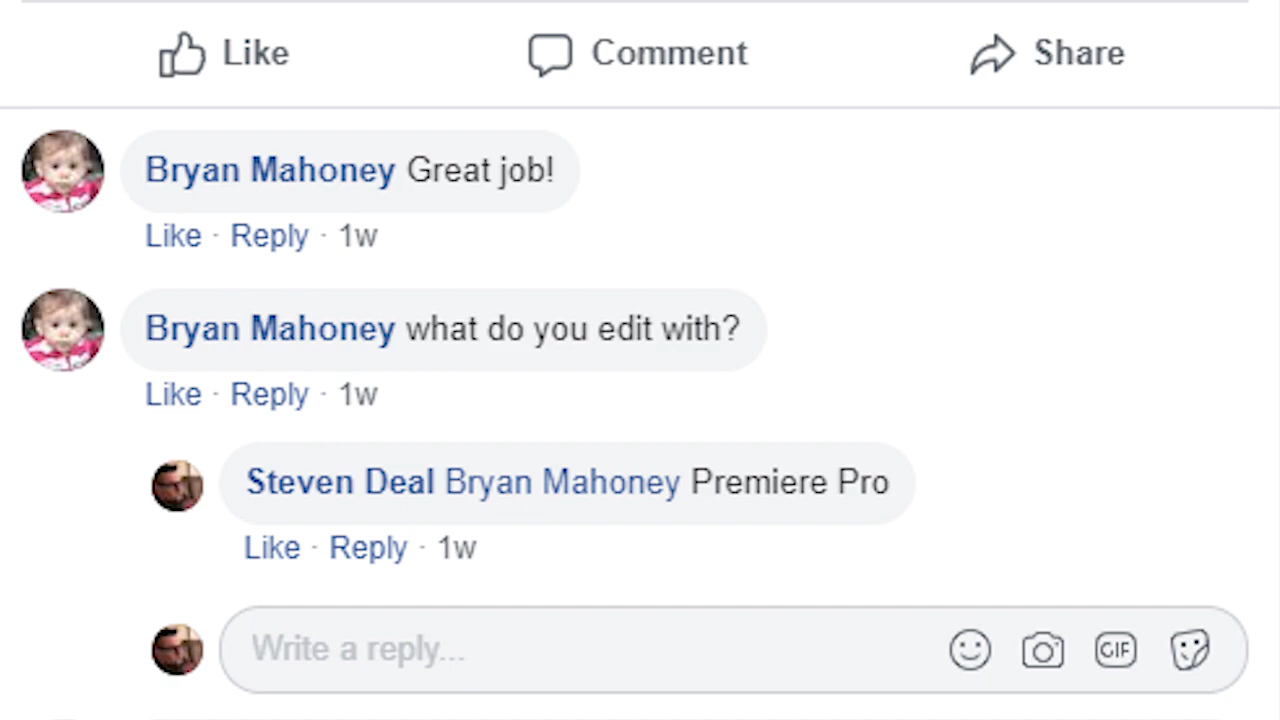 Like Comment Share
Bryan Mahoney Great job!
Like · Reply · 1w
Bryan Mahoney what do you edit with?
Like · Reply · 1w
Steven Deal Bryan Mahoney Premiere Pro
Like · Reply · 1w
Write a reply... GIF